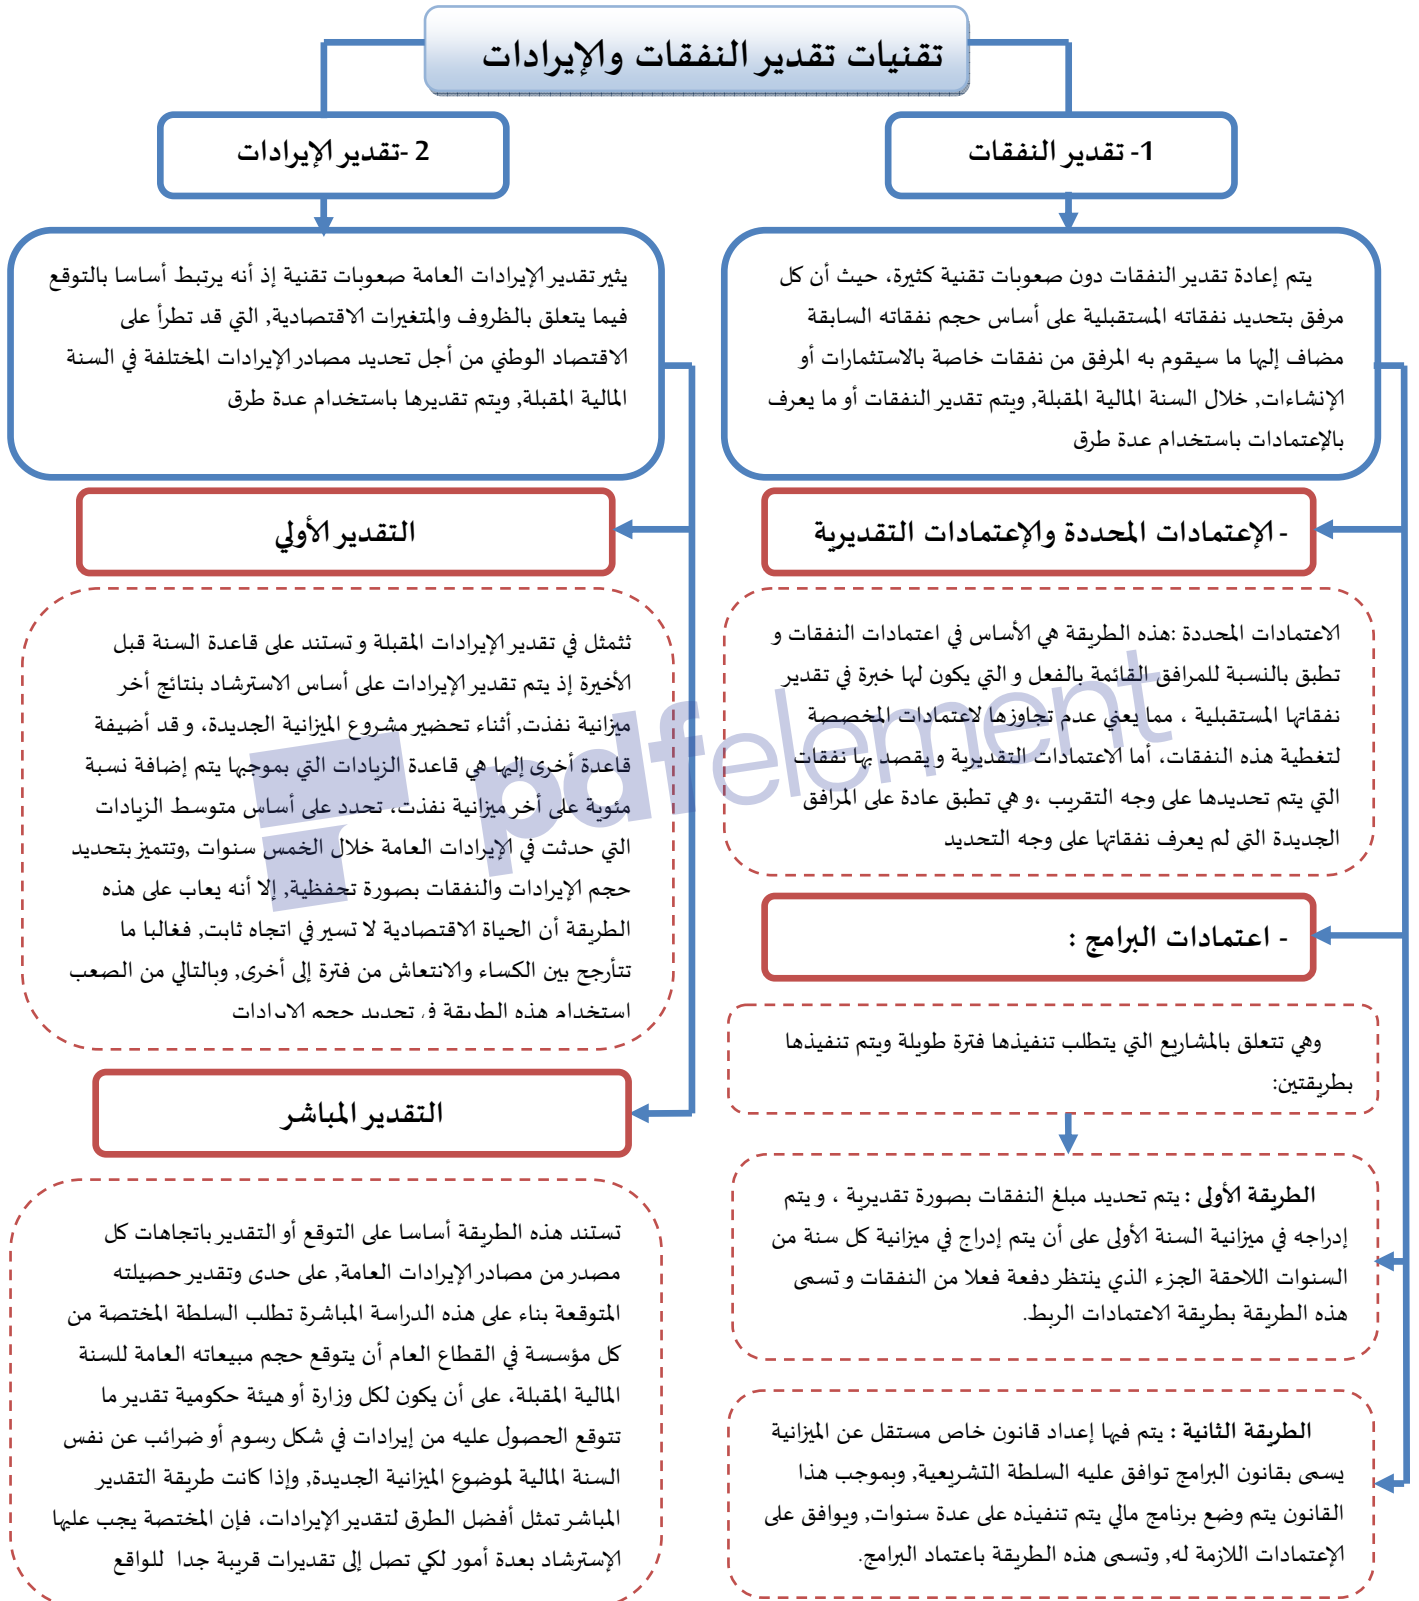 تقنيات تقدير النفقات والإيرادات
1- تقدير النفقات
يتم إعادة تقدير النفقات دون صعوبات تقنية كثيرة، حيث أن كل
مرفق بتحديد نفقاته المستقبلية على أساس حجم نفقاته السابقة
مضاف إليها ما سيقوم به المرفق من نفقات خاصة بالاستثمارات أو
الإنشاءات, خلال السنة المالية المقبلة, ويتم تقدير النفقات أو ما يعرف
بالإعتمادات باستخدام عدة طرق
- الإعتمادات المحددة والإعتمادات التقديرية
الاعتمادات المحددة :هذه الطريقة هي الأساس في اعتمادات النفقات و
تطبق بالنسبة للمرافق القائمة بالفعل و التي يكون لها خبرة في تقدير
نفقاتها المستقبلية ، مما يعني عدم تجاوزها لاعتمادات المخصصة
لتغطية هذه النفقات، أما الاعتمادات التقديرية و يقصد بها نفقات
التي يتم تحديدها على وجه التقريب ،و هي تطبق عادة على المرافق
الجديدة التى لم يعرف نفقاتها على وجه التحديد
- اعتمادات البرامج :
وهي تتعلق بالمشاريع التي يتطلب تنفيذها فترة طويلة ويتم تنفيذها
بطريقتين:
الطريقة الأولى : يتم تحديد مبلغ النفقات بصورة تقديرية ، و يتم
إدراجه في ميزانية السنة الأولى على أن يتم إدراج في ميزانية كل سنة من
السنوات اللاحقة الجزء الذي ينتظر دفعة فعلا من النفقات و تسمى
هذه الطريقة بطريقة الاعتمادات الربط.
الطريقة الثانية : يتم فيها إعداد قانون خاص مستقل عن الميزانية
يسمى بقانون البرامج توافق عليه السلطة التشريعية, وبموجب هذا
القانون يتم وضع برنامج مالي يتم تنفيذه على عدة سنوات, ويوافق على
الإعتمادات اللازمة له, وتسمى هذه الطريقة باعتماد البرامج.
2 -تقدير الإيرادات
يثير تقدير الإيرادات العامة صعوبات تقنية إذ أنه يرتبط أساسا بالتوقع
فيما يتعلق بالظروف والمتغيرات الاقتصادية, التي قد تطرأ على
الاقتصاد الوطني من أجل تحديد مصادر الإيرادات المختلفة في السنة
المالية المقبلة, ويتم تقديرها باستخدام عدة طرق
التقدير الأولي
تثمثل في تقدير الإيرادات المقبلة و تستند على قاعدة السنة قبل
الأخيرة إذ يتم تقدير الإيرادات على أساس الاسترشاد بنتائج أخر
ميزانية نفذت, أثناء تحضير مشروع الميزانية الجديدة، و قد أضيفة
قاعدة أخرى إليها هي قاعدة الزيادات التي بموجبها يتم إضافة نسبة
مئوية على أخر ميزانية نفذت، تحدد على أساس متوسط الزيادات
التي حدثت في الإيرادات العامة خلال الخمس سنوات ,وتتميز بتحديد
حجم الإيرادات والنفقات بصورة تحفظية, إلا أنه يعاب على هذه
الطريقة أن الحياة الاقتصادية لا تسير في اتجاه ثابت, فغالبا ما
تتأرجح بين الكساء والانتعاش من فترة إلى أخرى, وبالتالي من الصعب
استخدام هذه الطريقة في تحديد حجم الايرادات
التقدير المباشر
تستند هذه الطريقة أساسا على التوقع أو التقدير باتجاهات كل
مصدر من مصادر الإيرادات العامة, على حدى وتقدير حصيلته
المتوقعة بناء على هذه الدراسة المباشرة تطلب السلطة المختصة من
كل مؤسسة في القطاع العام أن يتوقع حجم مبيعاته العامة للسنة
المالية المقبلة، على أن يكون لكل وزارة أو هيئة حكومية تقدير ما
تتوقع الحصول عليه من إيرادات في شكل رسوم أو ضرائب عن نفس
السنة المالية لموضوع الميزانية الجديدة, وإذا كانت طريقة التقدير
المباشر تمثل أفضل الطرق لتقدير الإيرادات، فإن المختصة يجب عليها
الإسترشاد بعدة أمور لكي تصل إلى تقديرات قريبة جدا للواقع
pdfelement